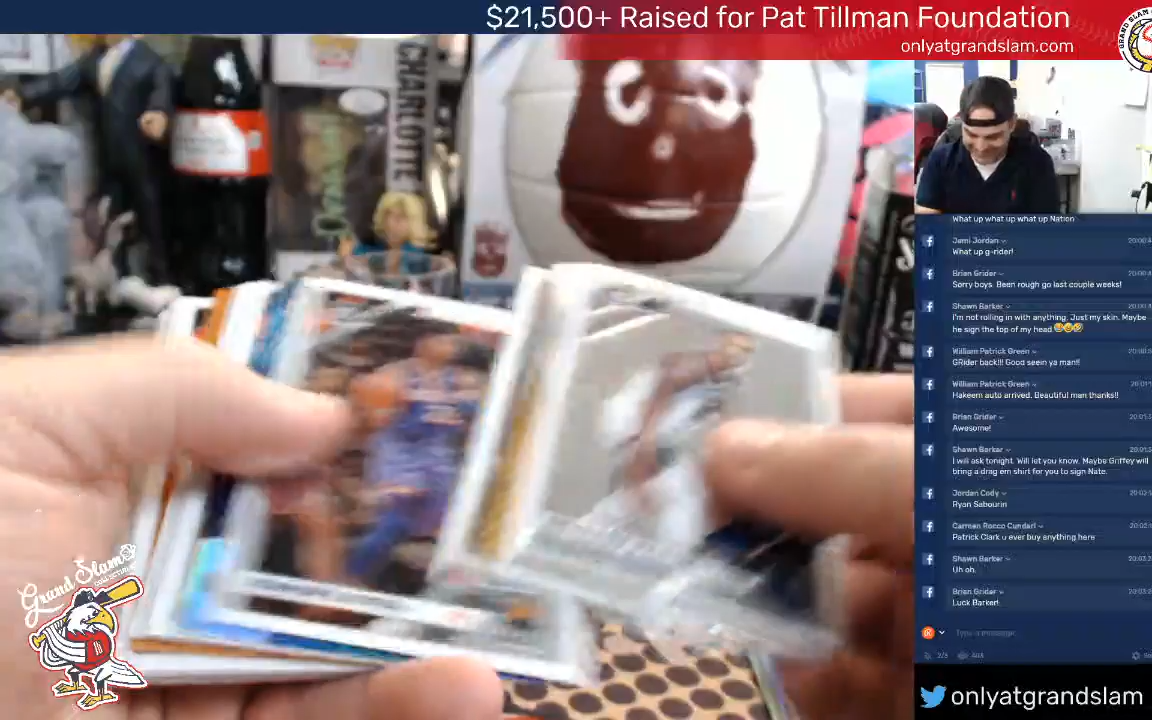 $21,500+ Raised for Pat Tillman Foundation
onlyatgrandslam.com
CHARLOTTE
What up what up what up Nation
Jami Jordan 
What up g-rider!
Brian Grider
Sorry boys. Been rough go last couple weeks!
Shawn Barker
I'm not rolling in with anything. Just my skin. Maybe
he sign the top of my head 😂😂🤣
William Patrick Green
GRider back!!! Good seein ya man!!
William Patrick Green
Hakeem auto arrived. Beautiful man thanks!!
Brian Grider
Awesome!
Shawn Barker
I will ask tonight. Will let you know. Maybe Griffey will
bring a drag em shirt for you to sign Nate.
Jordan Cody
Ryan Sabourin
Carmen Rocco Cundari
Patrick Clark u ever buy anything here
Shawn Barker
Uh oh.
Brian Grider
Luck Barker!
Type a message
Grand Slam
onlyatgrandslam